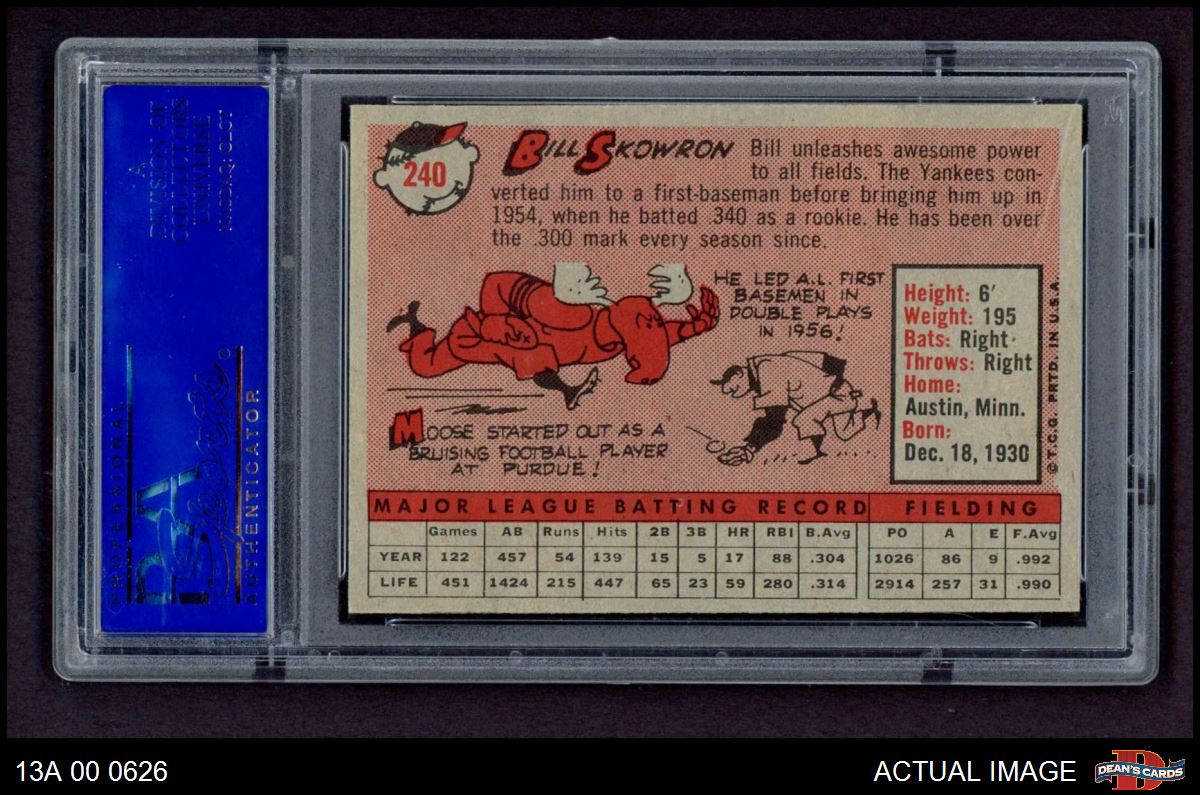 A
DIVISION OF
COLLECTORS
UNIVERSE
NASDAQ: CLCT
PSA
PROFESSIONAL
Sports
AUTHENTICATOR
240
BILL SKOWRON
Bill unleashes awesome power
to all fields. The Yankees con-
verted him to a first-baseman before bringing him up in
1954, when he batted .340 as a rookie. He has been over
the .300 mark every season since.
HE LED A.L. FIRST
BASEMEN IN
DOUBLE PLAYS
IN 1956!
MOOSE STARTED OUT AS A
BRUISING FOOTBALL PLAYER
AT PURDUE!
Height: 6'
Weight: 195
Bats: Right
Throws: Right
Home:
Austin, Minn.
Born:
Dec. 18, 1930
© T.C.G. PRTD. IN U.S.A.
MAJOR LEAGUE BATTING RECORD FIELDING
Games AB Runs Hits 2B 3B HR RBI B.Avg PO A E F.Avg
YEAR 122 457 54 139 15 5 17 88 .304 1026 86 9 .992
LIFE 451 1424 215 447 65 23 59 280 .314 2914 257 31 .990
13A 00 0626
ACTUAL IMAGE
D
DEAN'S CARDS